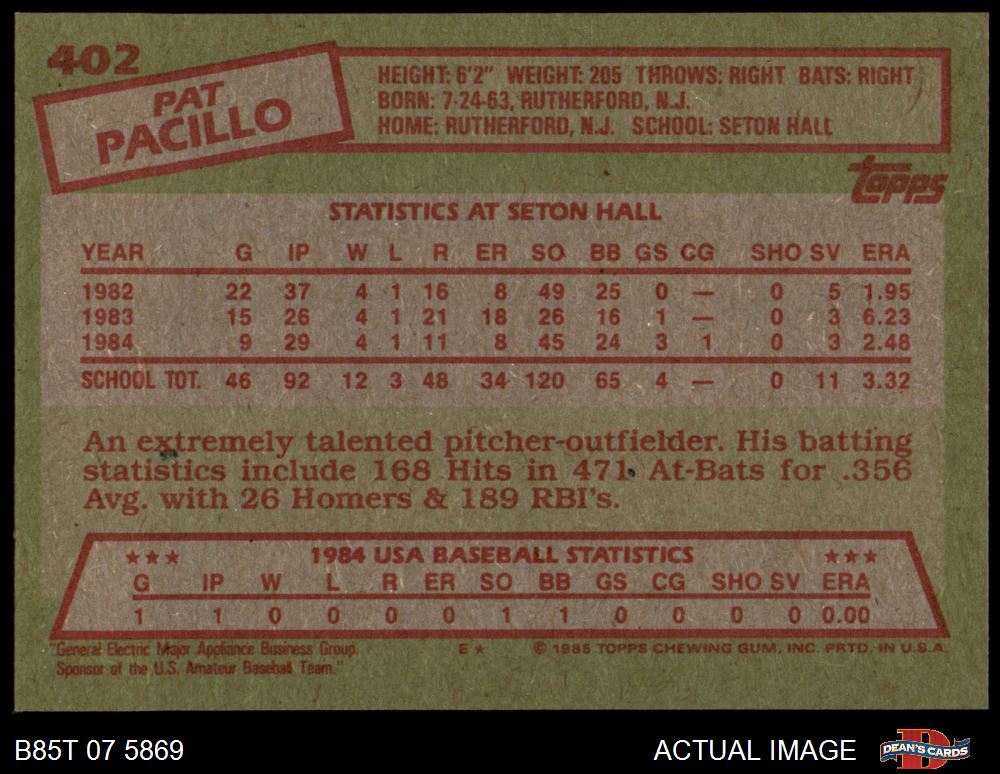 402
PAT
PACILLO
HEIGHT: 6'2" WEIGHT: 205 THROWS: RIGHT BATS: RIGHT
BORN: 7-24-63, RUTHERFORD, N.J.
HOME: RUTHERFORD, N.J. SCHOOL: SETON HALL
Topps
STATISTICS AT SETON HALL
YEAR G IP W L R ER SO BB GS CG SHO SV ERA
1982 22 37 4 1 16 8 49 25 0 — 0 5 1.95
1983 15 26 4 1 21 18 26 16 1 — 0 3 6.23
1984 9 29 4 1 11 8 45 24 3 1 0 3 2.48
SCHOOL TOT. 46 92 12 3 48 34 120 65 4 — 0 11 3.32
An extremely talented pitcher-outfielder. His batting
statistics include 168 Hits in 471 At-Bats for .356
Avg. with 26 Homers & 189 RBI's.
★★★ 1984 USA BASEBALL STATISTICS ★★★
G IP W L R ER SO BB GS CG SHO SV ERA
1 1 0 0 0 0 1 1 0 0 0 0 0.00
"General Electric Major Appliance Business Group.
Sponsor of the U.S. Amateur Baseball Team."
E ★ © 1985 TOPPS CHEWING GUM, INC. PRTD. IN U.S.A.
B85T 07 5869
ACTUAL IMAGE
DEAN'S CARDS